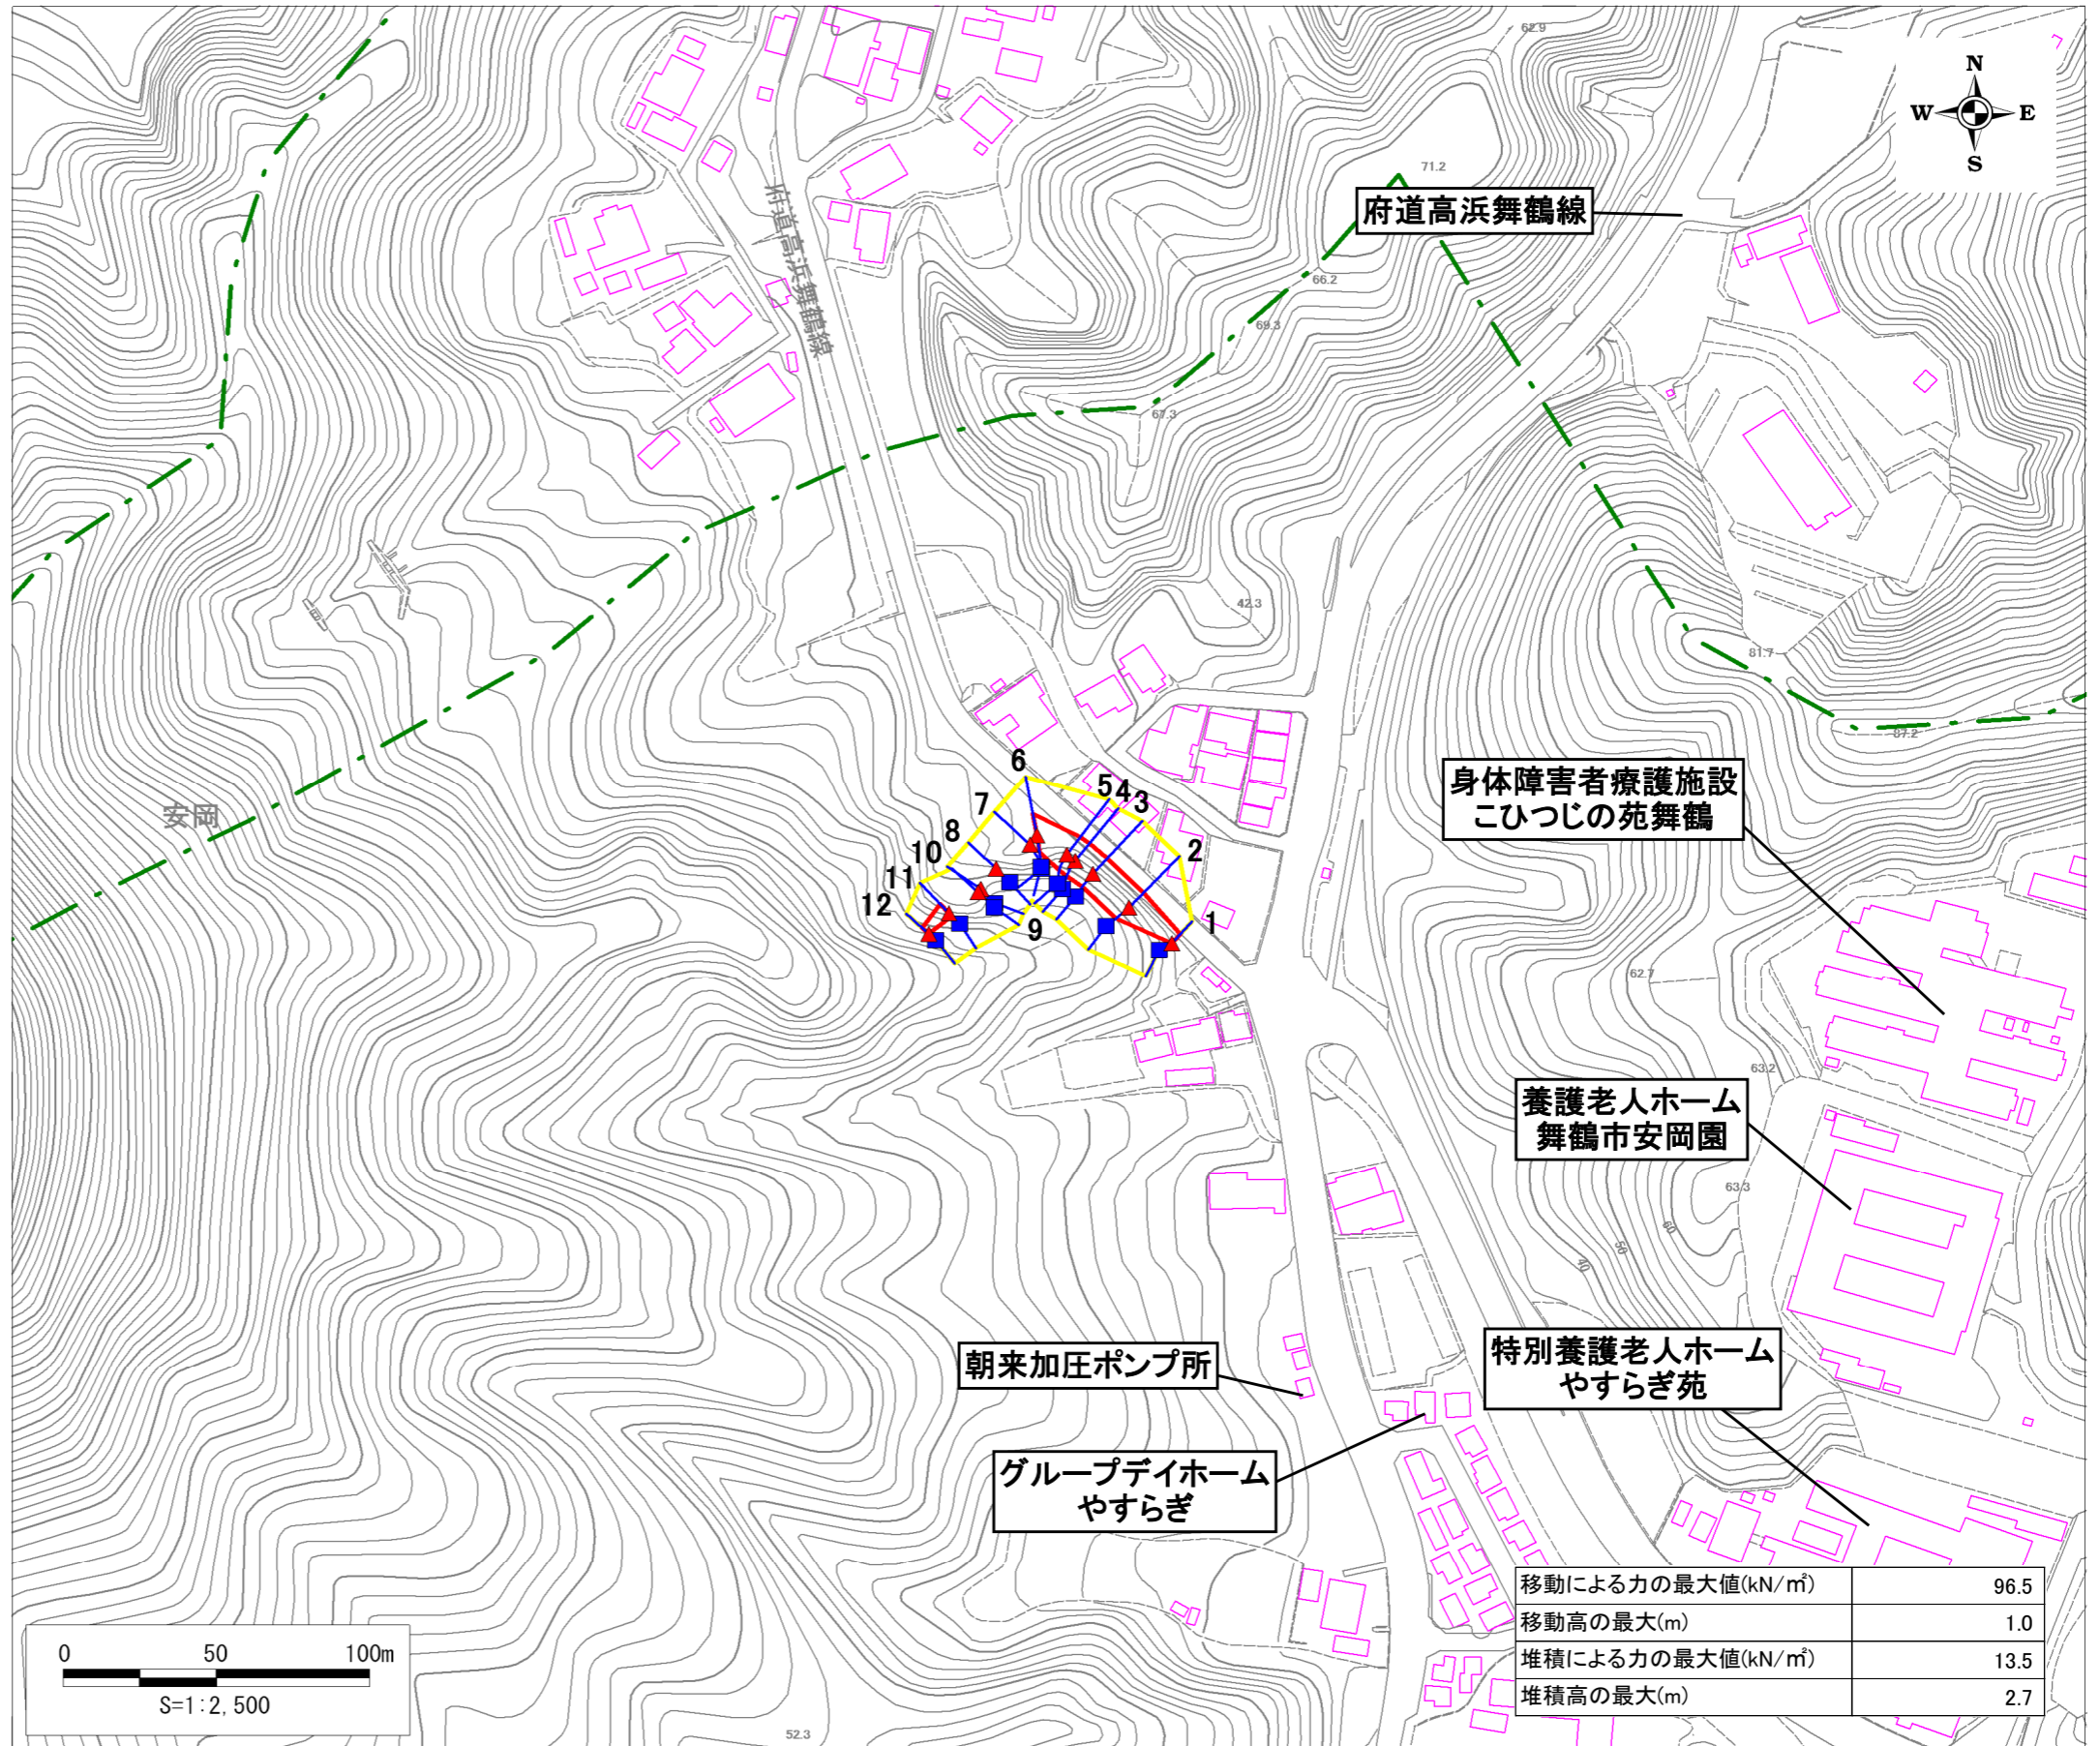 62.9
N
W E
S
71.2
府道高浜舞鶴線
府道高浜舞鶴線
66.2
69.3
67.3
42.3
81.7
87.2
身体障害者療護施設
こひつじの苑舞鶴
安岡
6
5
4
3
7
8
2
10
11
12
9
1
62.7
63.2
養護老人ホーム
舞鶴市安岡園
63.3
60
50
40
特別養護老人ホーム
やすらぎ苑
朝来加圧ポンプ所
グループデイホーム
やすらぎ
移動による力の最大値(kN/㎡) 96.5
移動高の最大(m) 1.0
堆積による力の最大値(kN/㎡) 13.5
堆積高の最大(m) 2.7
0 50 100m
S=1:2,500
52.3